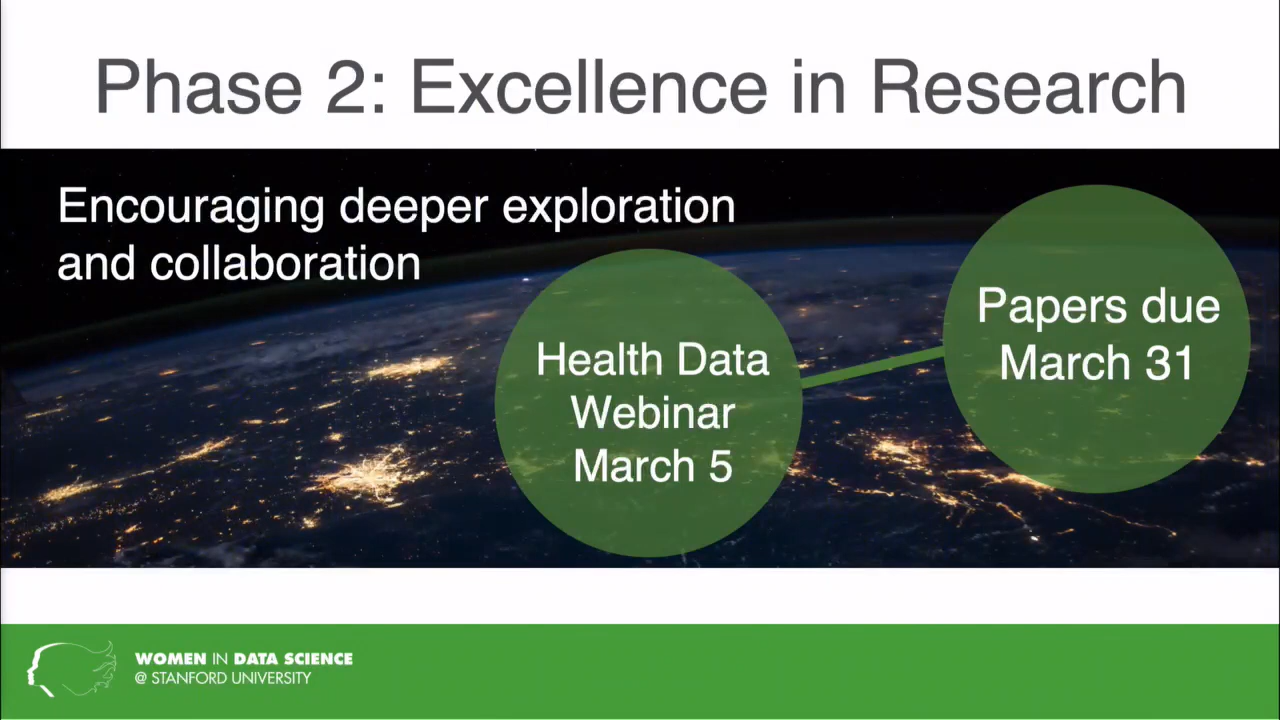 Phase 2: Excellence in Research
Encouraging deeper exploration
and collaboration
Health Data
Webinar
March 5
Papers due
March 31
WOMEN IN DATA SCIENCE
@ STANFORD UNIVERSITY